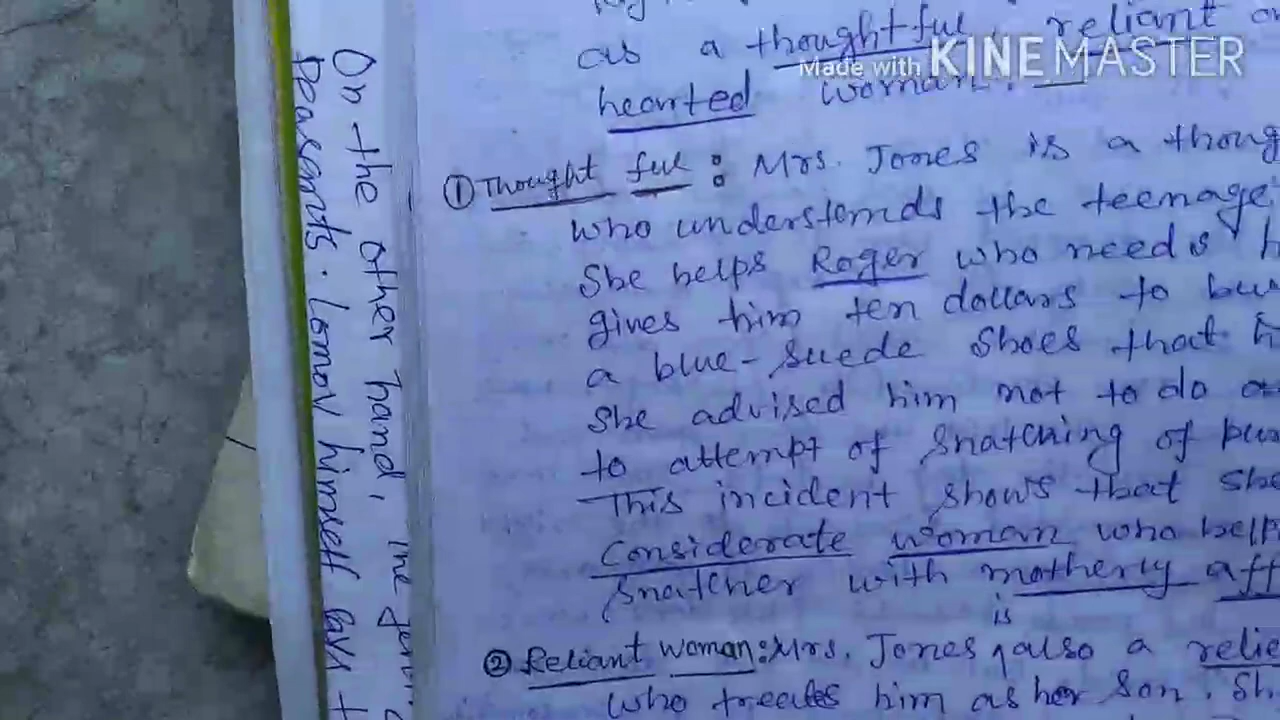 as a thoughtful, reliant
Made with KINEMASTER
hearted woman.
① Thoughtful : Mrs. Jones is a
who understands the teenage
She helps Roger who needs
gives him ten dollars to
a blue-suede shoes that
She advised him not to do
to attempt of snatching of
This incident shows that she
Considerate woman who
snatcher with motherly
② Reliant woman: Mrs. Jones is also a
who treates him as her son.
On the other hand, the
peasants. Lomov himself